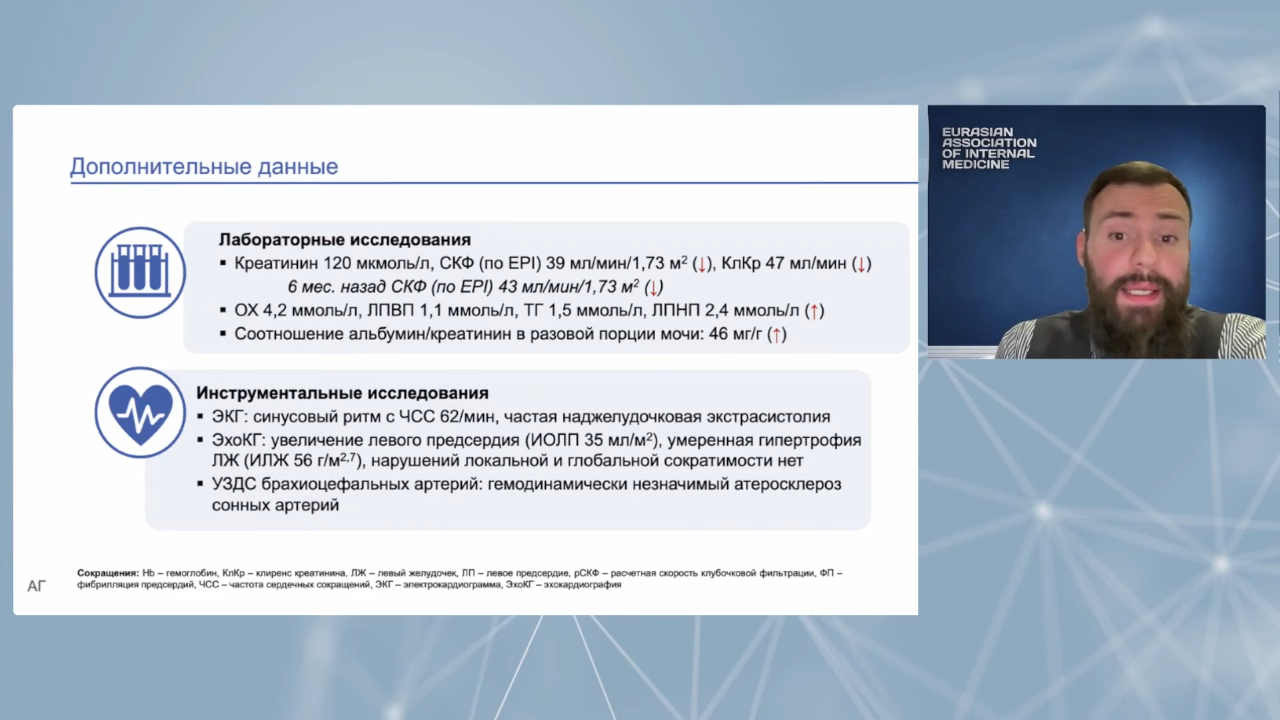 Дополнительные данные
Лабораторные исследования
▪ Креатинин 120 мкмоль/л, СКФ (по EPI) 39 мл/мин/1,73 м² (↓), КлКр 47 мл/мин (↓)
6 мес. назад СКФ (по EPI) 43 мл/мин/1,73 м² (↓)
▪ ОХ 4,2 ммоль/л, ЛПВП 1,1 ммоль/л, ТГ 1,5 ммоль/л, ЛПНП 2,4 ммоль/л (↑)
▪ Соотношение альбумин/креатинин в разовой порции мочи: 46 мг/г (↑)
Инструментальные исследования
▪ ЭКГ: синусовый ритм с ЧСС 62/мин, частая наджелудочковая экстрасистолия
▪ ЭхоКГ: увеличение левого предсердия (ИОЛП 35 мл/м²), умеренная гипертрофия
ЛЖ (ИЛЖ 56 г/м²,⁷), нарушений локальной и глобальной сократимости нет
▪ УЗДС брахиоцефальных артерий: гемодинамически незначимый атеросклероз
сонных артерий
Сокращения: Hb – гемоглобин, КлКр – клиренс креатинина, ЛЖ – левый желудочек, ЛП – левое предсердие, рСКФ – расчетная скорость клубочковой фильтрации, ФП –
фибрилляция предсердий, ЧСС – частота сердечных сокращений, ЭКГ – электрокардиограмма, ЭхоКГ – эхокардиография
АГ
EURASIAN
ASSOCIATION
OF INTERNAL
MEDICINE